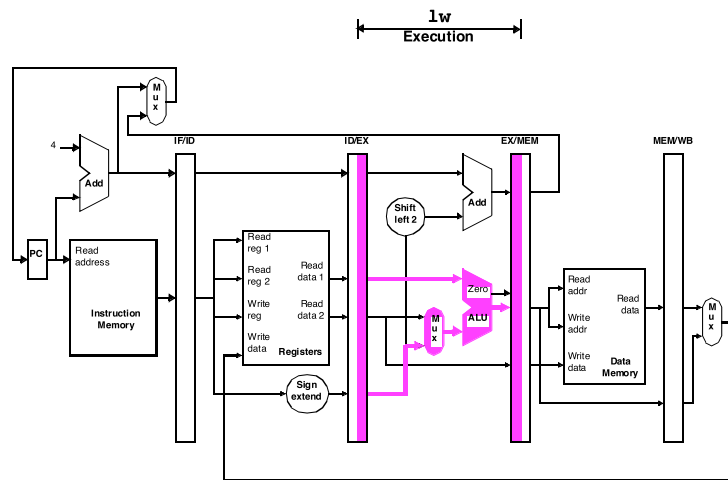 lw
Execution
M
u
x
IF/ID
ID/EX
EX/MEM
MEM/WB
4
Add
Add
Shift
left 2
PC
Read
address
Instruction
Memory
Read
reg 1
Read
reg 2
Write
reg
Write
data
Read
data 1
Read
data 2
Registers
Sign
extend
M
u
x
Zero
ALU
Read
addr
Write
addr
Write
data
Read
data
Data
Memory
M
u
x